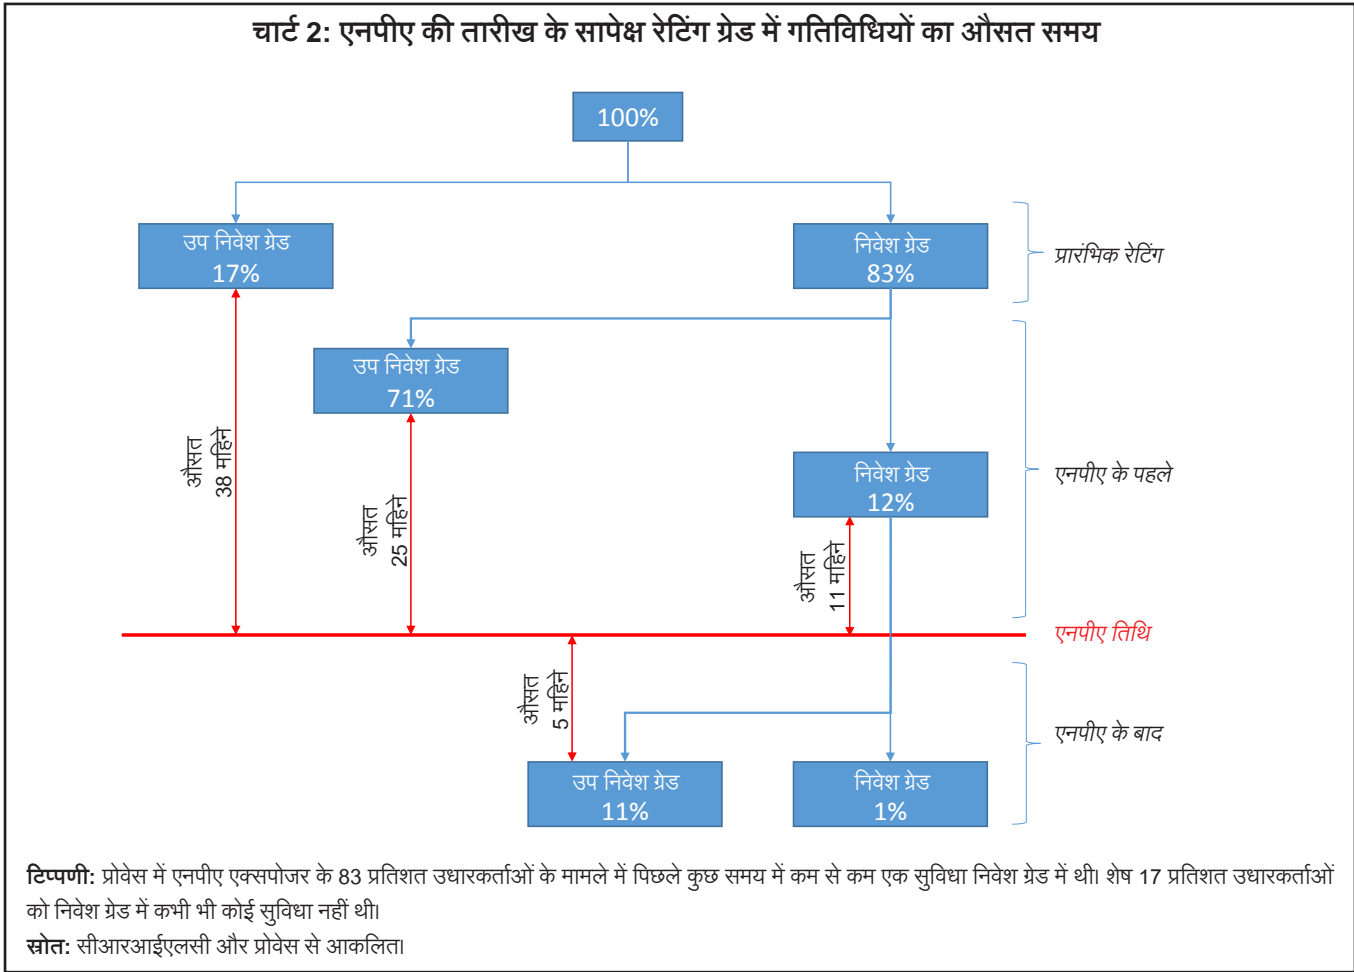 चार्ट 2: एनपीए की तारीख के सापेक्ष रेटिंग ग्रेड में गतिविधियों का औसत समय
100%
उप निवेश ग्रेड
17%
निवेश ग्रेड
83%
प्रारंभिक रेटिंग
उप निवेश ग्रेड
71%
औसत
38 महिने
औसत
25 महिने
निवेश ग्रेड
12%
एनपीए के पहले
औसत
11 महिने
एनपीए तिथि
औसत
5 महिने
एनपीए के बाद
उप निवेश ग्रेड
11%
निवेश ग्रेड
1%
टिप्पणी: प्रोवेस में एनपीए एक्सपोजर के 83 प्रतिशत उधारकर्ताओं के मामले में पिछले कुछ समय में कम से कम एक सुविधा निवेश ग्रेड में थी। शेष 17 प्रतिशत उधारकर्ताओं
को निवेश ग्रेड में कभी भी कोई सुविधा नहीं थी।
स्रोत: सीआरआईएलसी और प्रोवेस से आकलित।